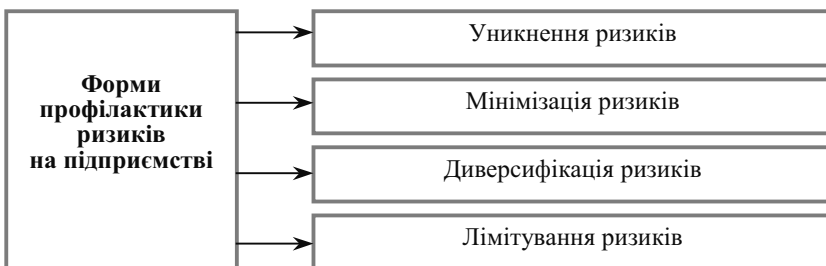 Форми
профілактики
ризиків
на підприємстві
Уникнення ризиків
Мінімізація ризиків
Диверсифікація ризиків
Лімітування ризиків